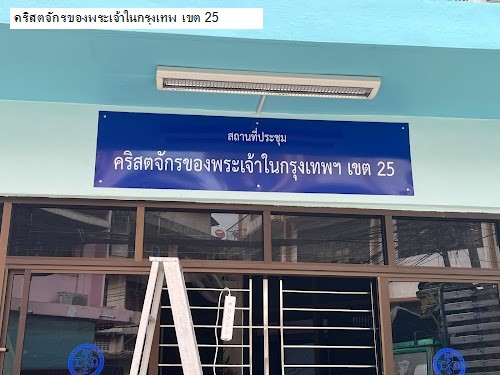 คริสตจักรของพระเจ้าในกรุงเทพ เขต 25
สถานที่ประชุม
คริสตจักรของพระเจ้าในกรุงเทพฯ เขต 25